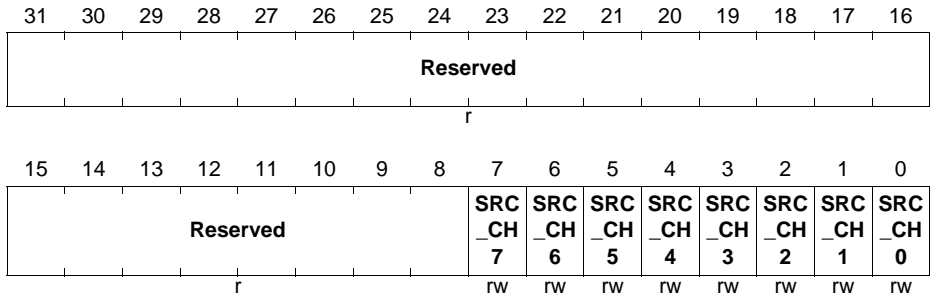 31 30 29 28 27 26 25 24 23 22 21 20 19 18 17 16
Reserved
r
15 14 13 12 11 10 9 8 7 6 5 4 3 2 1 0
Reserved SRC _CH 7 SRC _CH 6 SRC _CH 5 SRC _CH 4 SRC _CH 3 SRC _CH 2 SRC _CH 1 SRC _CH 0
r rw rw rw rw rw rw rw rw